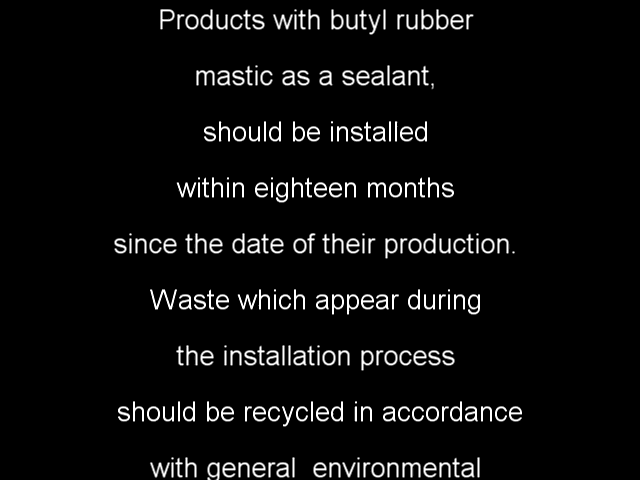 Products with butyl rubber
mastic as a sealant,
should be installed
within eighteen months
since the date of their production.
Waste which appear during
the installation process
should be recycled in accordance
with general  environmental